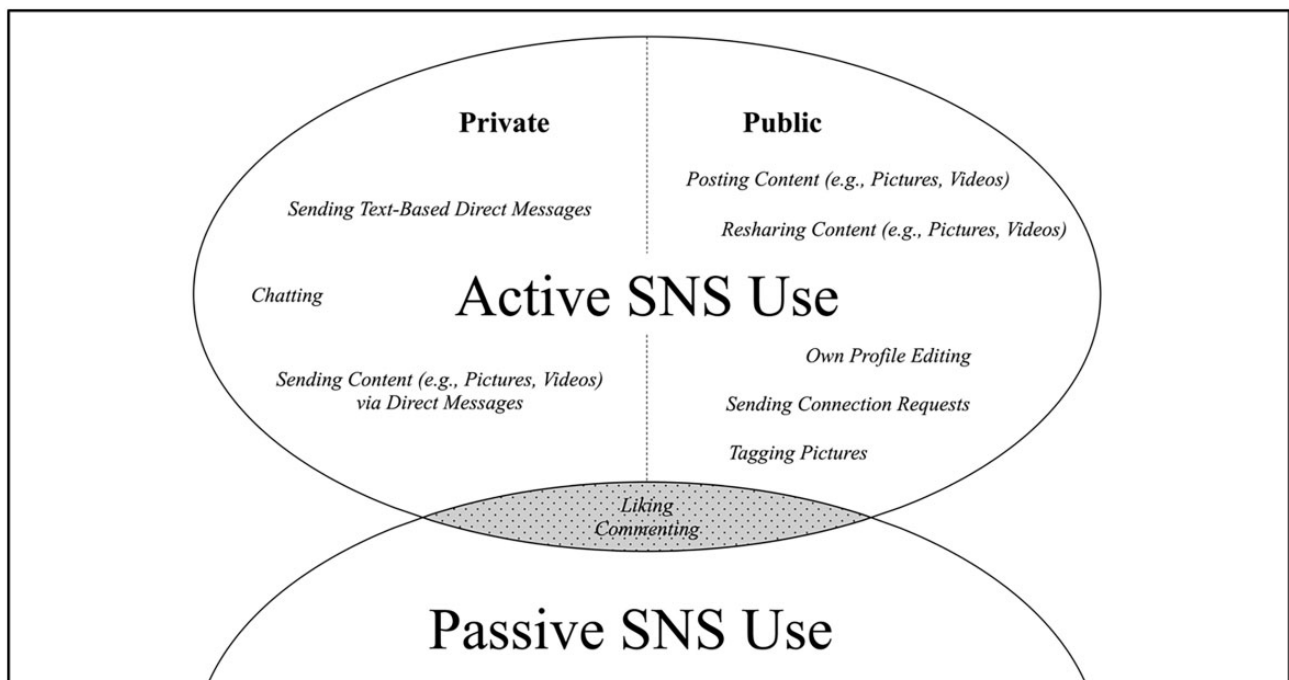 Private
Public
Posting Content (e.g., Pictures, Videos)
Sending Text-Based Direct Messages
Resharing Content (e.g., Pictures, Videos)
Chatting
Active SNS Use
Own Profile Editing
Sending Content (e.g., Pictures, Videos)
via Direct Messages
Sending Connection Requests
Tagging Pictures
Liking
Commenting
Passive SNS Use